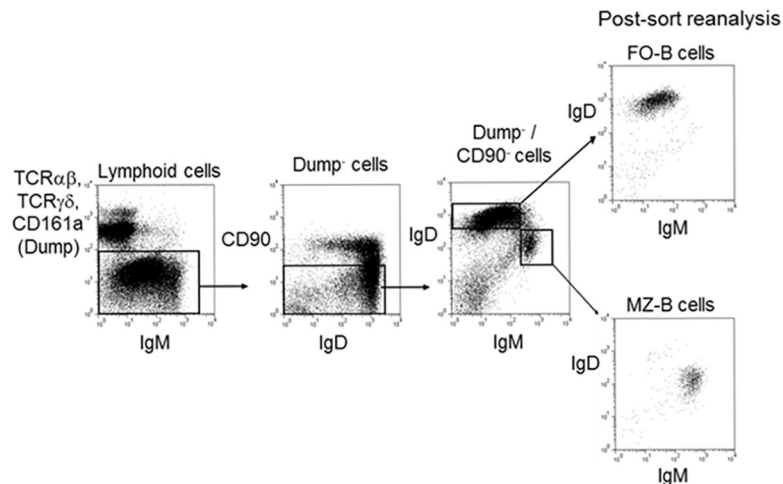 Post-sort reanalysis
FO-B cells
IgD
IgM
Dump⁻ /
CD90⁻ cells
IgD
IgM
Dump⁻ cells
CD90
IgD
Lymphoid cells
TCRαβ,
TCRγδ,
CD161a
(Dump)
IgM
MZ-B cells
IgD
IgM